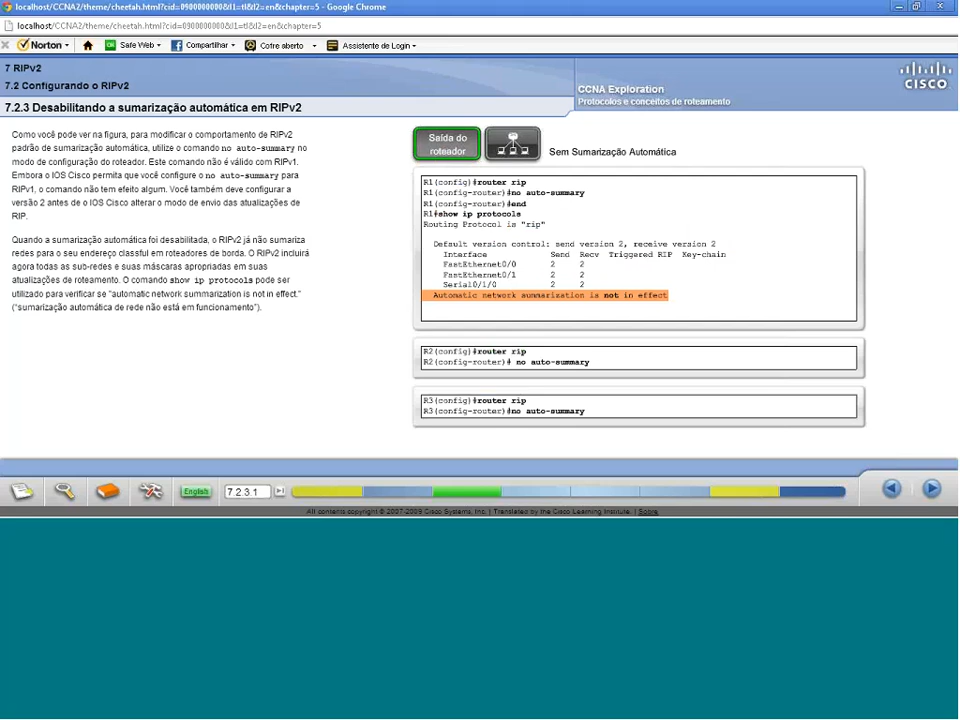 localhost/CCNA2/theme/cheetah.html?cid=0900000000&l1=tl&l2=en&chapter=5 - Google Chrome
localhost/CCNA2/theme/cheetah.html?cid=0900000000&l1=tl&l2=en&chapter=5
Norton Safe Web Compartilhar Cofre aberto Assistente de Login
7 RIPv2
7.2 Configurando o RIPv2
7.2.3 Desabilitando a sumarização automática em RIPv2
CCNA Exploration
Protocolos e conceitos de roteamento
CISCO
Como você pode ver na figura, para modificar o comportamento de RIPv2
padrão de sumarização automática, utilize o comando no auto-summary no
modo de configuração do roteador. Este comando não é válido com RIPv1.
Embora o IOS Cisco permita que você configure o no auto-summary para
RIPv1, o comando não tem efeito algum. Você também deve configurar a
versão 2 antes de o IOS Cisco alterar o modo de envio das atualizações de
RIP.
Quando a sumarização automática foi desabilitada, o RIPv2 já não sumariza
redes para o seu endereço classful em roteadores de borda. O RIPv2 incluirá
agora todas as sub-redes e suas máscaras apropriadas em suas
atualizações de roteamento. O comando show ip protocols pode ser
utilizado para verificar se "automatic network summarization is not in effect."
("sumarização automática de rede não está em funcionamento").
Saída do
roteador
Sem Sumarização Automática
R1(config)#router rip
R1(config-router)#no auto-summary
R1(config-router)#end
R1#show ip protocols
Routing Protocol is "rip"
Default version control: send version 2, receive version 2
Interface Send Recv Triggered RIP Key-chain
FastEthernet0/0 2 2
FastEthernet0/1 2 2
Serial0/1/0 2 2
Automatic network summarization is not in effect
R2(config)#router rip
R2(config-router)# no auto-summary
R3(config)#router rip
R3(config-router)#no auto-summary
English 7.2.3.1
All contents copyright © 2007-2009 Cisco Systems, Inc. | Translated by the Cisco Learning Institute. |